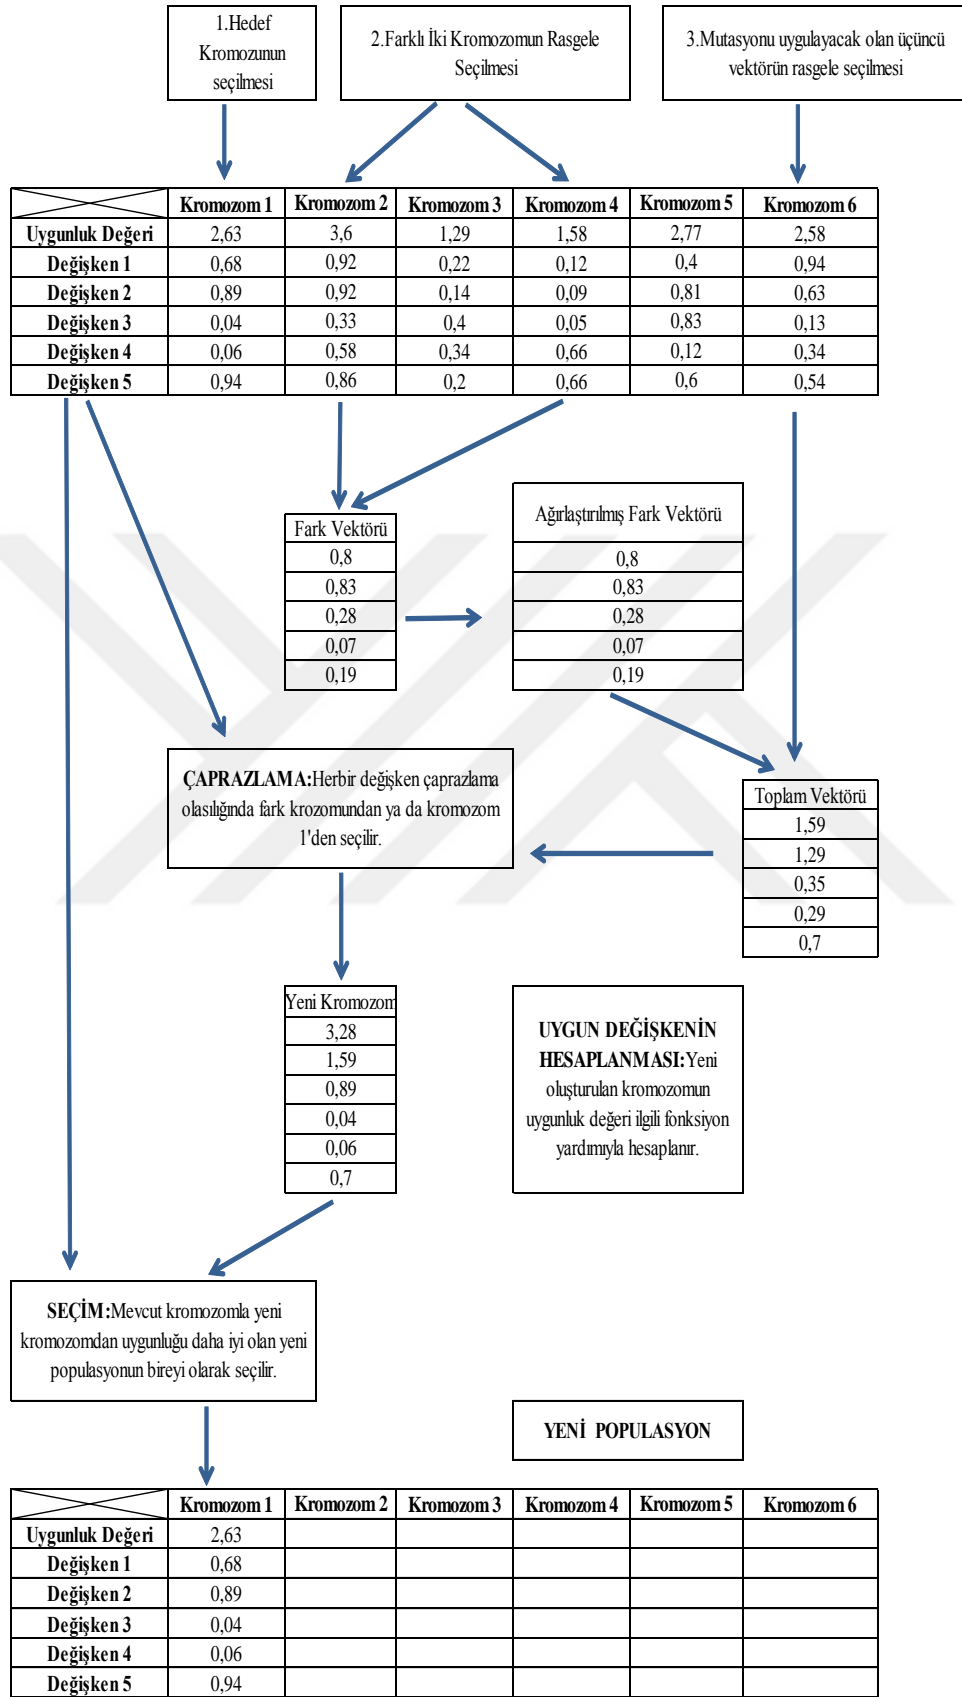 1.Hedef
Kromozunun
seçilmesi
2.Farklı İki Kromozomun Rasgele
Seçilmesi
3.Mutasyonu uygulayacak olan üçüncü
vektörün rasgele seçilmesi
Kromozom 1 Kromozom 2 Kromozom 3 Kromozom 4 Kromozom 5 Kromozom 6
Uygunluk Değeri 2,63 3,6 1,29 1,58 2,77 2,58
Değişken 1 0,68 0,92 0,22 0,12 0,4 0,94
Değişken 2 0,89 0,92 0,14 0,09 0,81 0,63
Değişken 3 0,04 0,33 0,4 0,05 0,83 0,13
Değişken 4 0,06 0,58 0,34 0,66 0,12 0,34
Değişken 5 0,94 0,86 0,2 0,66 0,6 0,54
Fark Vektörü
0,8
0,83
0,28
0,07
0,19
Ağırlaştırılmış Fark Vektörü
0,8
0,83
0,28
0,07
0,19
ÇAPRAZLAMA:Herbir değişken çaprazlama
olasılığında fark krozomundan ya da kromozom
1'den seçilir.
Toplam Vektörü
1,59
1,29
0,35
0,29
0,7
Yeni Kromozom
3,28
1,59
0,89
0,04
0,06
0,7
UYGUN DEĞİŞKENİN
HESAPLANMASI:Yeni
oluşturulan kromozomun
uygunluk değeri ilgili fonksiyon
yardımıyla hesaplanır.
SEÇİM:Mevcut kromozomla yeni
kromozomdan uygunluğu daha iyi olan yeni
populasyonun bireyi olarak seçilir.
YENİ POPULASYON
Kromozom 1 Kromozom 2 Kromozom 3 Kromozom 4 Kromozom 5 Kromozom 6
Uygunluk Değeri 2,63
Değişken 1 0,68
Değişken 2 0,89
Değişken 3 0,04
Değişken 4 0,06
Değişken 5 0,94